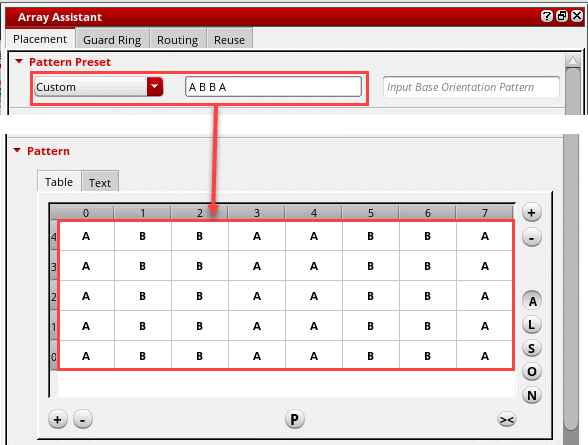 Array Assistant
Placement Guard Ring Routing Reuse
Pattern Preset
Custom A B B A Input Base Orientation Pattern
Pattern
Table Text
0 1 2 3 4 5 6 7
4 A B B A A B B A
3 A B B A A B B A
2 A B B A A B B A
1 A B B A A B B A
0 A B B A A B B A
+
-
A
L
S
O
N
+ - P ><